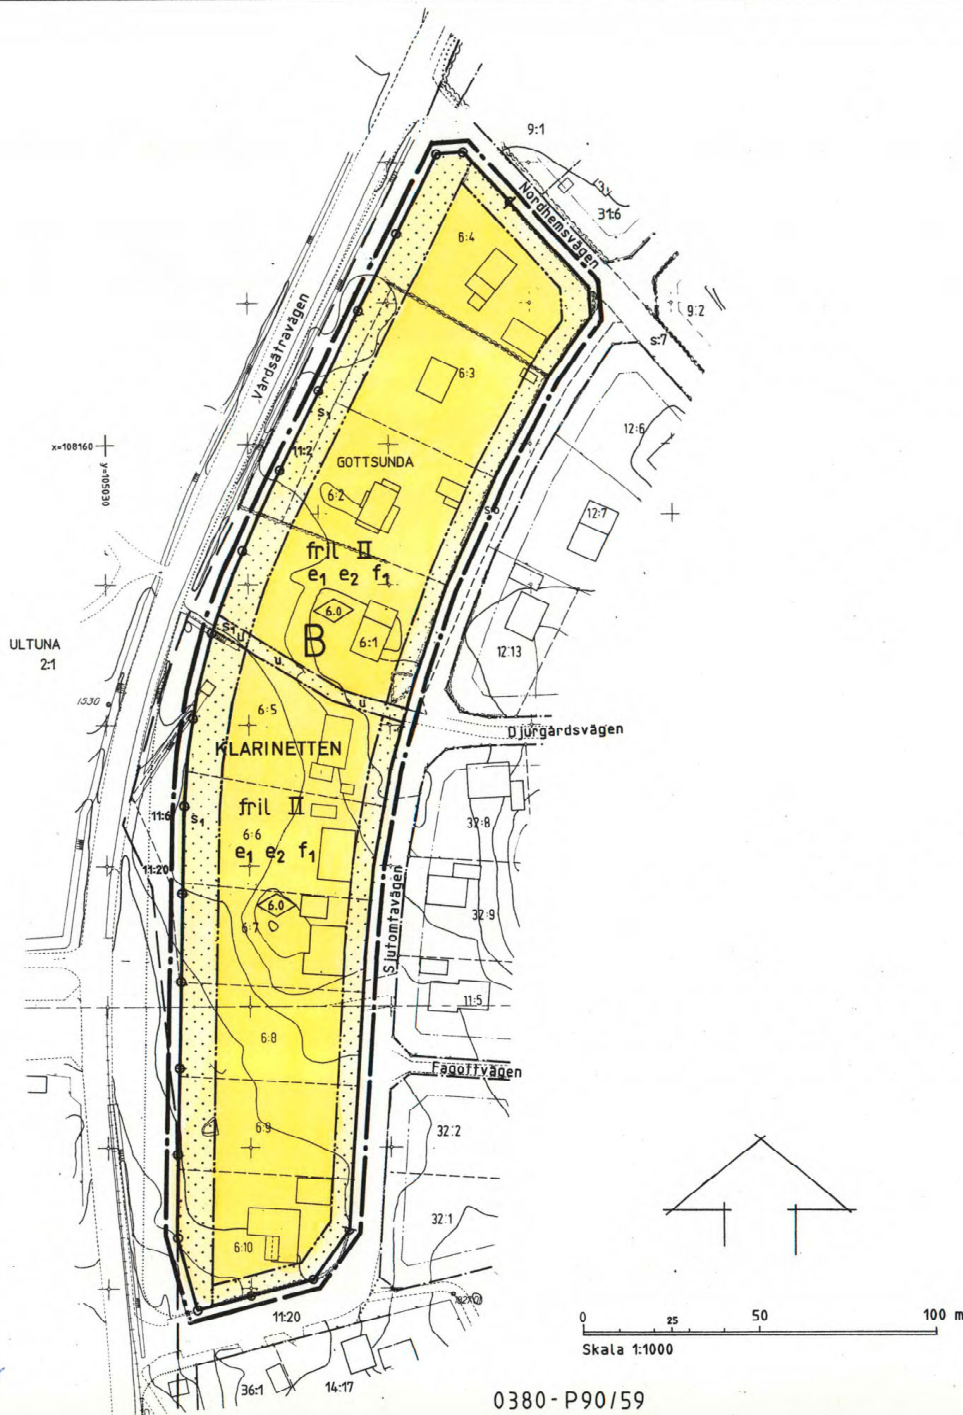 9:1
Nordhemsvägen
31:6
6:4
9:2
s:7
Vårdsätravägen
6:3
s₁
12:6
x=108160
y=105030
11:2
GOTTSUNDA
6:2
12:7
fril II
e₁ e₂ f₁
6.0
6:1
B
s₁
u
u
u
12:13
ULTUNA
2:1
6:5
Djurgårdsvägen
KLARINETTEN
11:6
s₁
fril II
6:6
e₁ e₂ f₁
32:8
11:20
6.0
6:7
32:9
Sjutomtavägen
11:5
6:8
Fagottvägen
6:9
32:2
32:1
6:10
11:20
36:1
14:17
0 25 50 100 m
Skala 1:1000
0380-P90/59